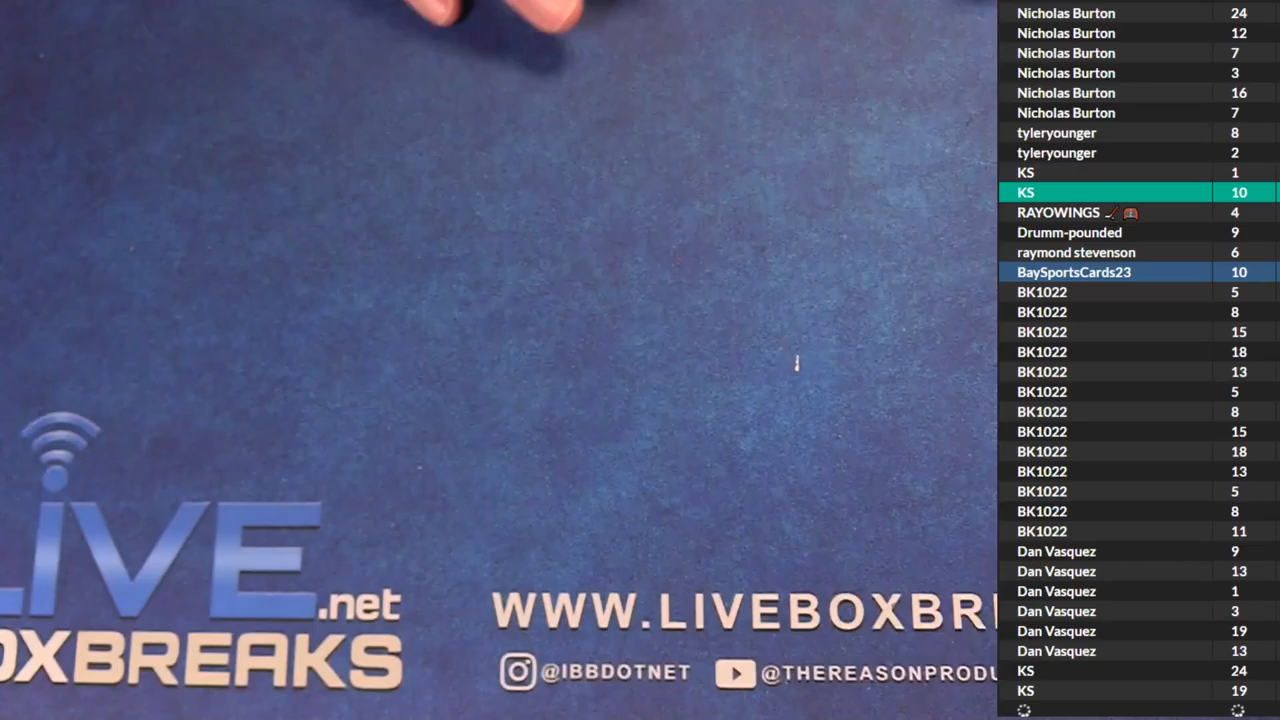 Nicholas Burton 24
Nicholas Burton 12
Nicholas Burton 7
Nicholas Burton 3
Nicholas Burton 16
Nicholas Burton 7
tyleryounger 8
tyleryounger 2
KS 1
KS 10
RAYOWINGS 4
Drumm-pounded 9
raymond stevenson 6
BaySportsCards23 10
BK1022 5
BK1022 8
BK1022 15
BK1022 18
BK1022 13
BK1022 5
BK1022 8
BK1022 15
BK1022 18
BK1022 13
BK1022 5
BK1022 8
BK1022 11
Dan Vasquez 9
Dan Vasquez 13
Dan Vasquez 1
Dan Vasquez 3
Dan Vasquez 19
Dan Vasquez 13
KS 24
KS 19
LIVE.net
OXBREAKS
WWW.LIVEBOXBR
@IBBDOTNET @THEREASONPRODU